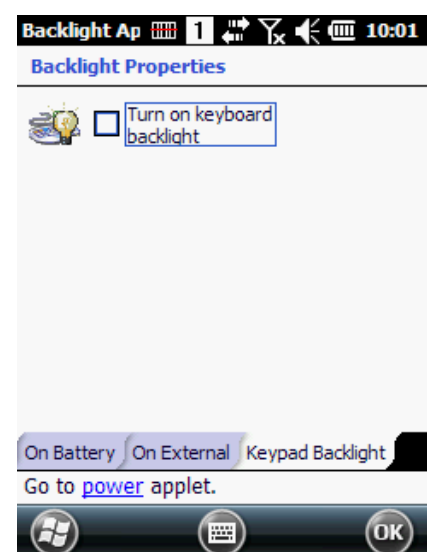 Backlight Ap 1 10:01
Backlight Properties
Turn on keyboard
backlight
On Battery On External Keypad Backlight
Go to power applet.
OK